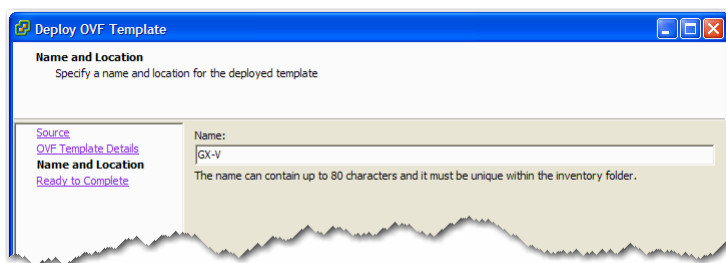 Deploy OVF Template
Name and Location
Specify a name and location for the deployed template
Source
OVF Template Details
Name and Location
Ready to Complete
Name:
GX-V
The name can contain up to 80 characters and it must be unique within the inventory folder.